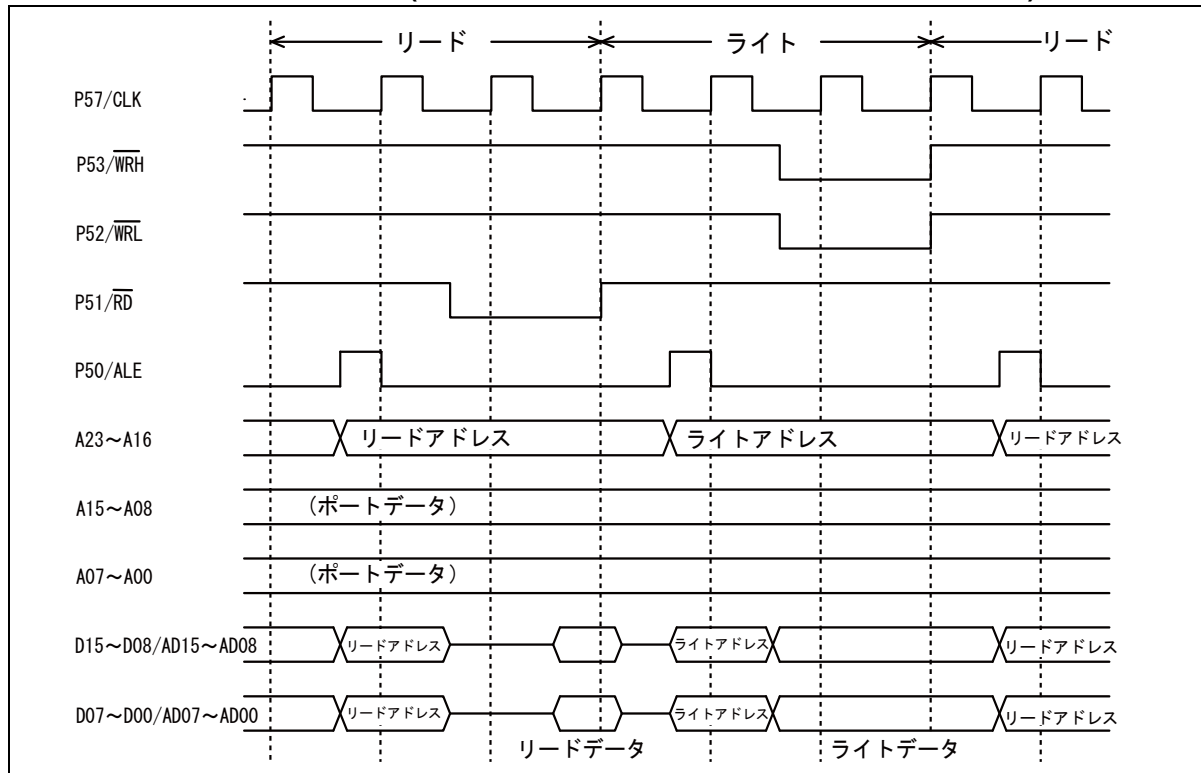 リード ライト リード
P57/CLK
P53/WRH
P52/WRL
P51/RD
P50/ALE
A23～A16 リードアドレス ライトアドレス リードアドレス
A15～A08 (ポートデータ)
A07～A00 (ポートデータ)
D15～D08/AD15～AD08 リードアドレス ライトアドレス リードアドレス
D07～D00/AD07～AD00 リードアドレス ライトアドレス リードアドレス
リードデータ ライトデータ